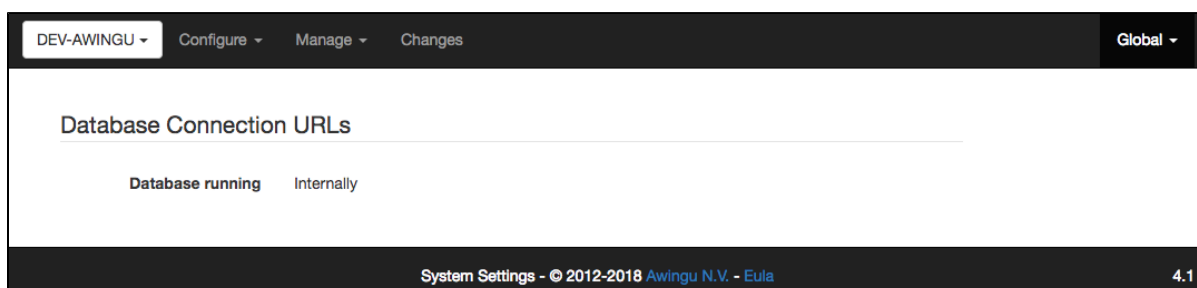 DEV-AWINGU Configure Manage Changes Global
Database Connection URLs
Database running Internally
System Settings - © 2012-2018 Awingu N.V. - Eula 4.1